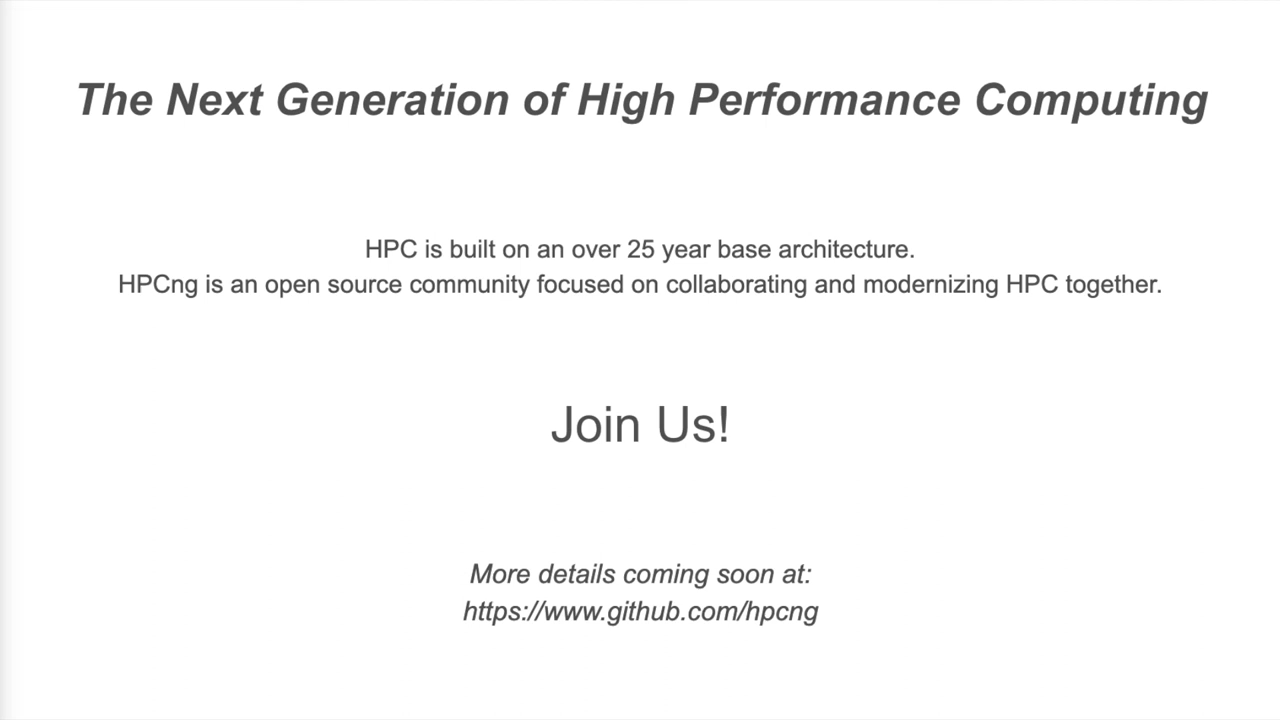 The Next Generation of High Performance Computing
HPC is built on an over 25 year base architecture.
HPCng is an open source community focused on collaborating and modernizing HPC together.
Join Us!
More details coming soon at:
https://www.github.com/hpcng